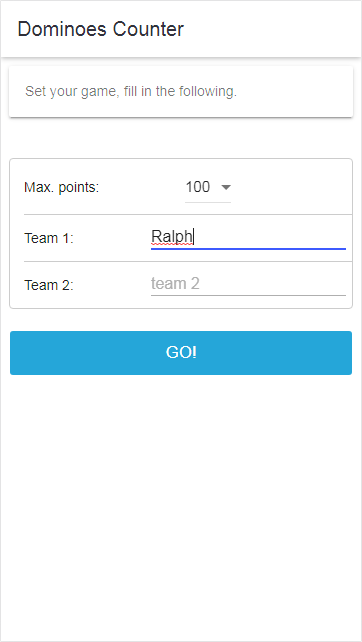 Dominoes Counter
Set your game, fill in the following.
Max. points: 100
Team 1: Ralph
Team 2: team 2
GO!